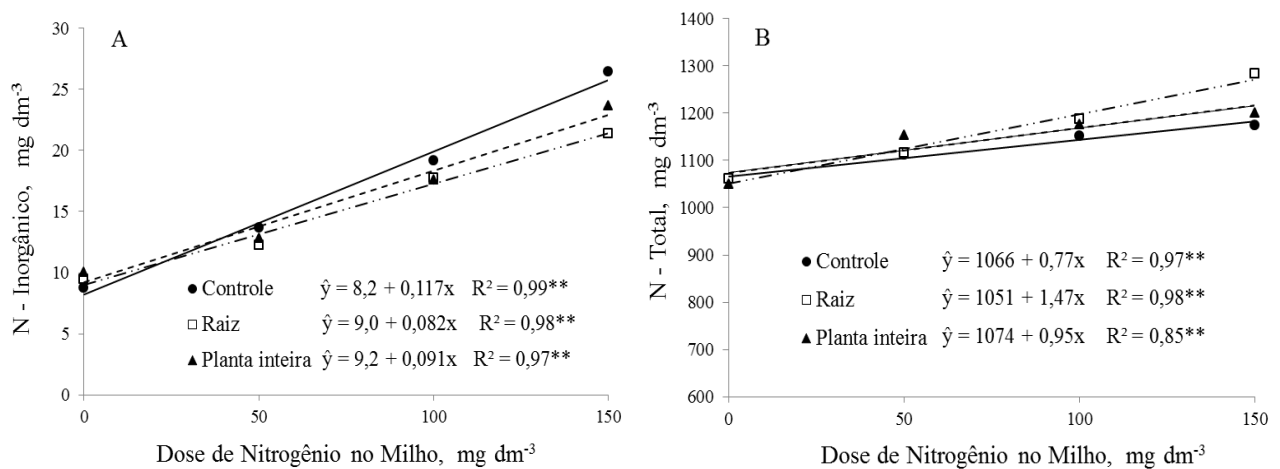 A
N - Inorgânico, mg dm-3
30
25
20
15
10
5
0
Controle ŷ = 8,2 + 0,117x R² = 0,99**
Raiz ŷ = 9,0 + 0,082x R² = 0,98**
Planta inteira ŷ = 9,2 + 0,091x R² = 0,97**
0 50 100 150
Dose de Nitrogênio no Milho, mg dm-3
B
N - Total, mg dm-3
1400
1300
1200
1100
1000
900
800
700
600
Controle ŷ = 1066 + 0,77x R² = 0,97**
Raiz ŷ = 1051 + 1,47x R² = 0,98**
Planta inteira ŷ = 1074 + 0,95x R² = 0,85**
0 50 100 150
Dose de Nitrogênio no Milho, mg dm-3